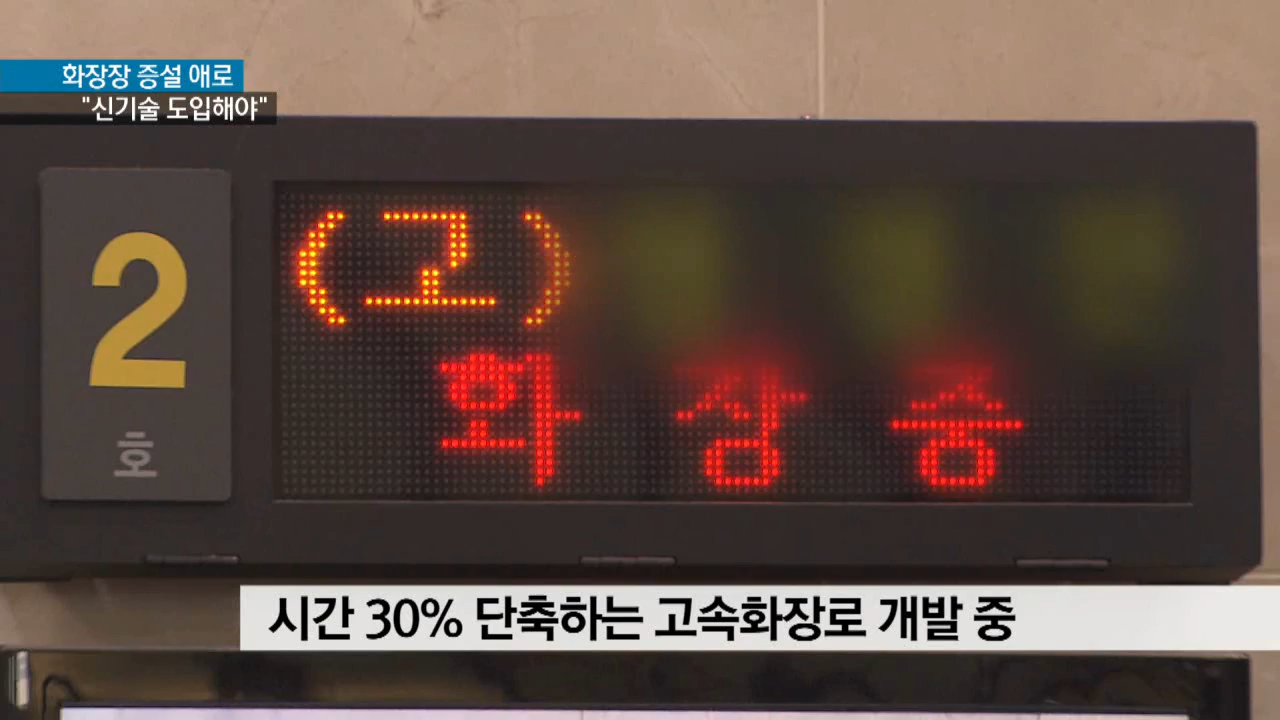 화장장 증설 애로
"신기술 도입해야"
2
호
(고)
화 장 중
시간 30% 단축하는 고속화장로 개발 중